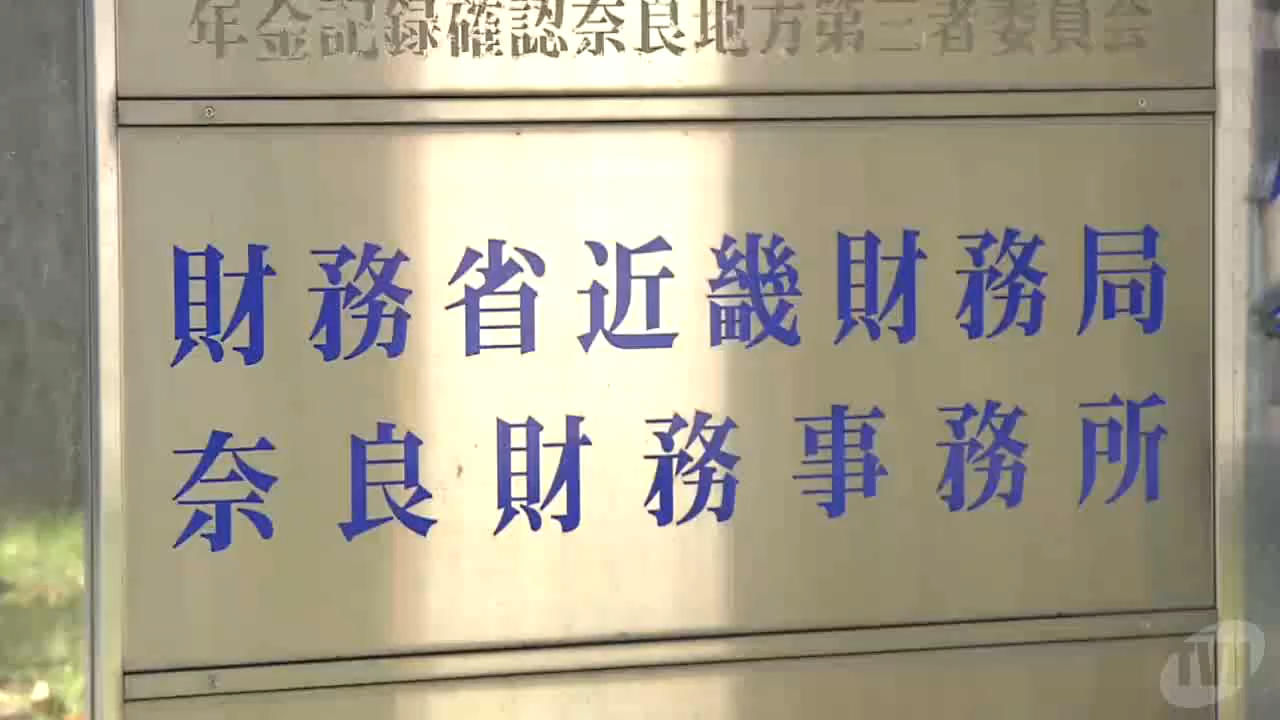 年金記録確認奈良地方第三者委員会
財務省近畿財務局
奈良財務事務所